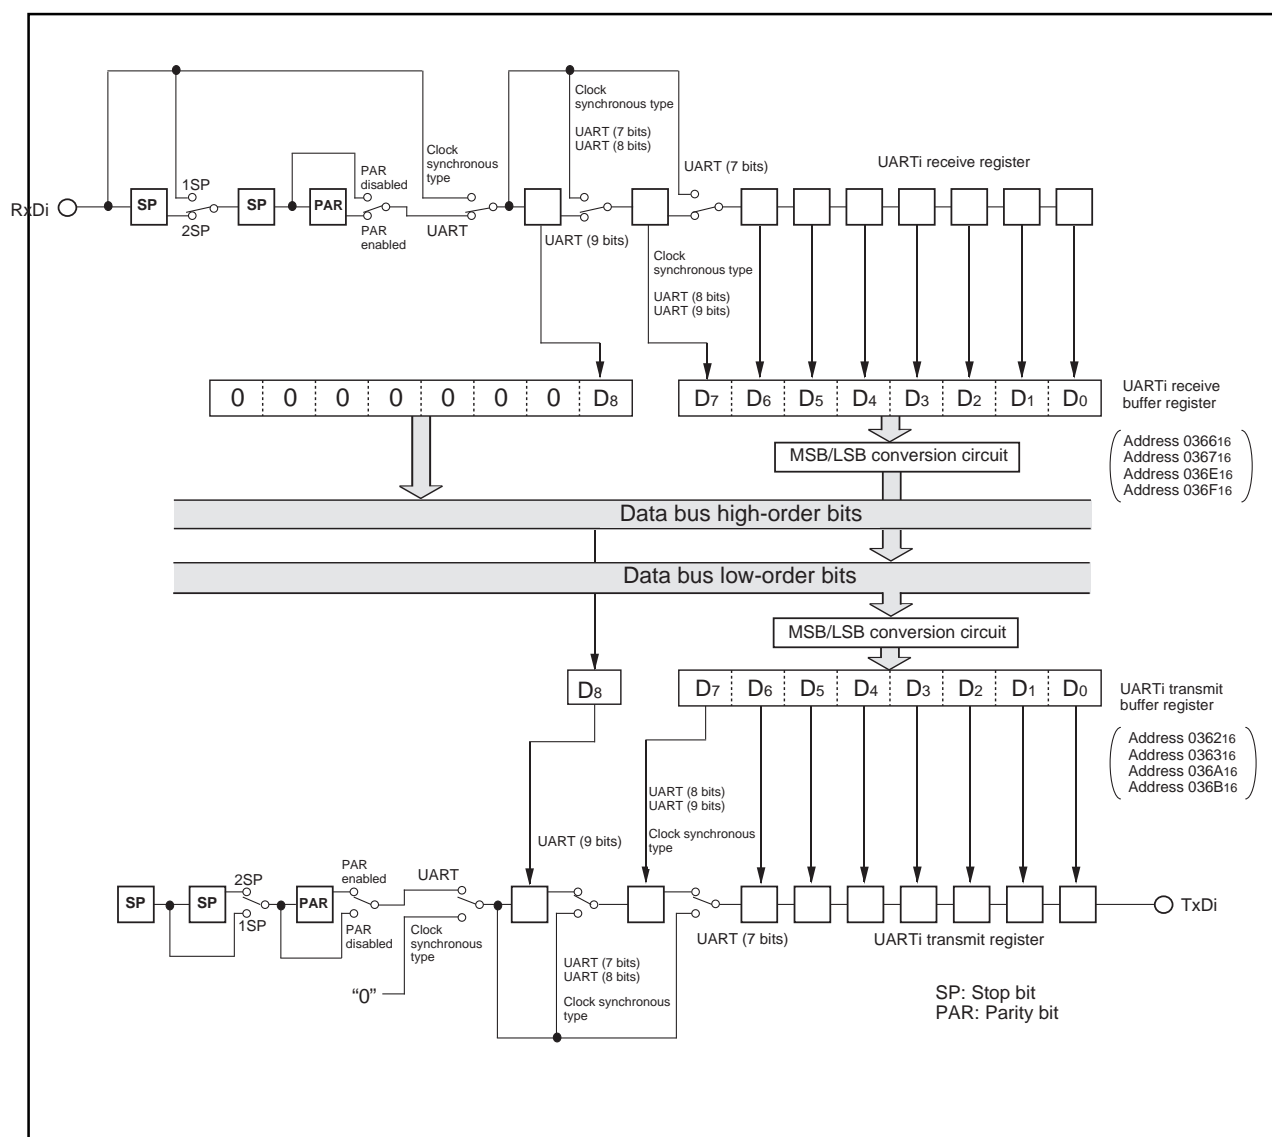 Clock
synchronous type
UART (7 bits)
UART (8 bits)
Clock
synchronous
type
PAR
disabled
UART (7 bits)
UARTi receive register
1SP
RxDi
SP
SP
PAR
2SP
PAR
enabled
UART
UART (9 bits)
Clock
synchronous type
UART (8 bits)
UART (9 bits)
0 0 0 0 0 0 0 D8
D7 D6 D5 D4 D3 D2 D1 D0
UARTi receive
buffer register
MSB/LSB conversion circuit
Address 036616
Address 036716
Address 036E16
Address 036F16
Data bus high-order bits
Data bus low-order bits
MSB/LSB conversion circuit
D8
D7 D6 D5 D4 D3 D2 D1 D0
UARTi transmit
buffer register
Address 036216
Address 036316
Address 036A16
Address 036B16
UART (8 bits)
UART (9 bits)
Clock synchronous
type
UART (9 bits)
PAR
enabled
UART
2SP
SP
SP
PAR
TxDi
1SP
PAR
disabled
Clock
synchronous
type
UART (7 bits)
UARTi transmit register
UART (7 bits)
UART (8 bits)
Clock synchronous
type
“0”
SP: Stop bit
PAR: Parity bit